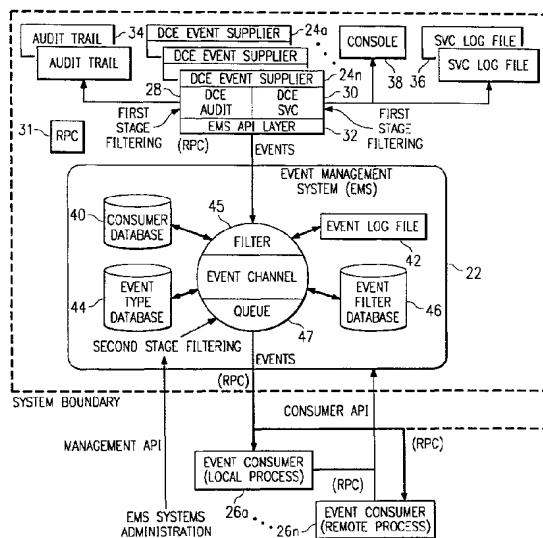 AUDIT TRAIL
34
AUDIT TRAIL
DCE EVENT SUPPLIER
24a
DCE EVENT SUPPLIER
DCE EVENT SUPPLIER
24n
CONSOLE
38
SVC LOG FILE
36
SVC LOG FILE
28
DCE
AUDIT
DCE
SVC
30
EMS API LAYER
32
FIRST
STAGE
FILTERING
FIRST
STAGE
FILTERING
31
RPC
(RPC)
EVENTS
EVENT MANAGEMENT
SYSTEM (EMS)
40
CONSUMER
DATABASE
45
FILTER
EVENT LOG FILE
42
22
EVENT CHANNEL
44
EVENT
TYPE
DATABASE
QUEUE
47
EVENT
FILTER
DATABASE
46
SECOND STAGE FILTERING
EVENTS
(RPC)
SYSTEM BOUNDARY
CONSUMER API
MANAGEMENT API
(RPC)
EVENT CONSUMER
(LOCAL PROCESS)
(RPC)
26a
EMS SYSTEMS
ADMINISTRATION
26n
EVENT CONSUMER
(REMOTE PROCESS)